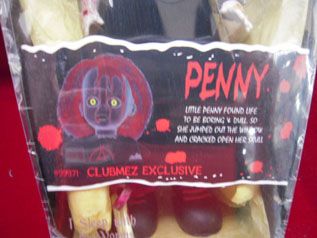 PENNY
LITTLE PENNY FOUND LIFE
TO BE BORING & DULL, SO
SHE JUMPED OUT THE WINDOW
AND CRACKED OPEN HER SKULL
CLUBMEZ EXCLUSIVE